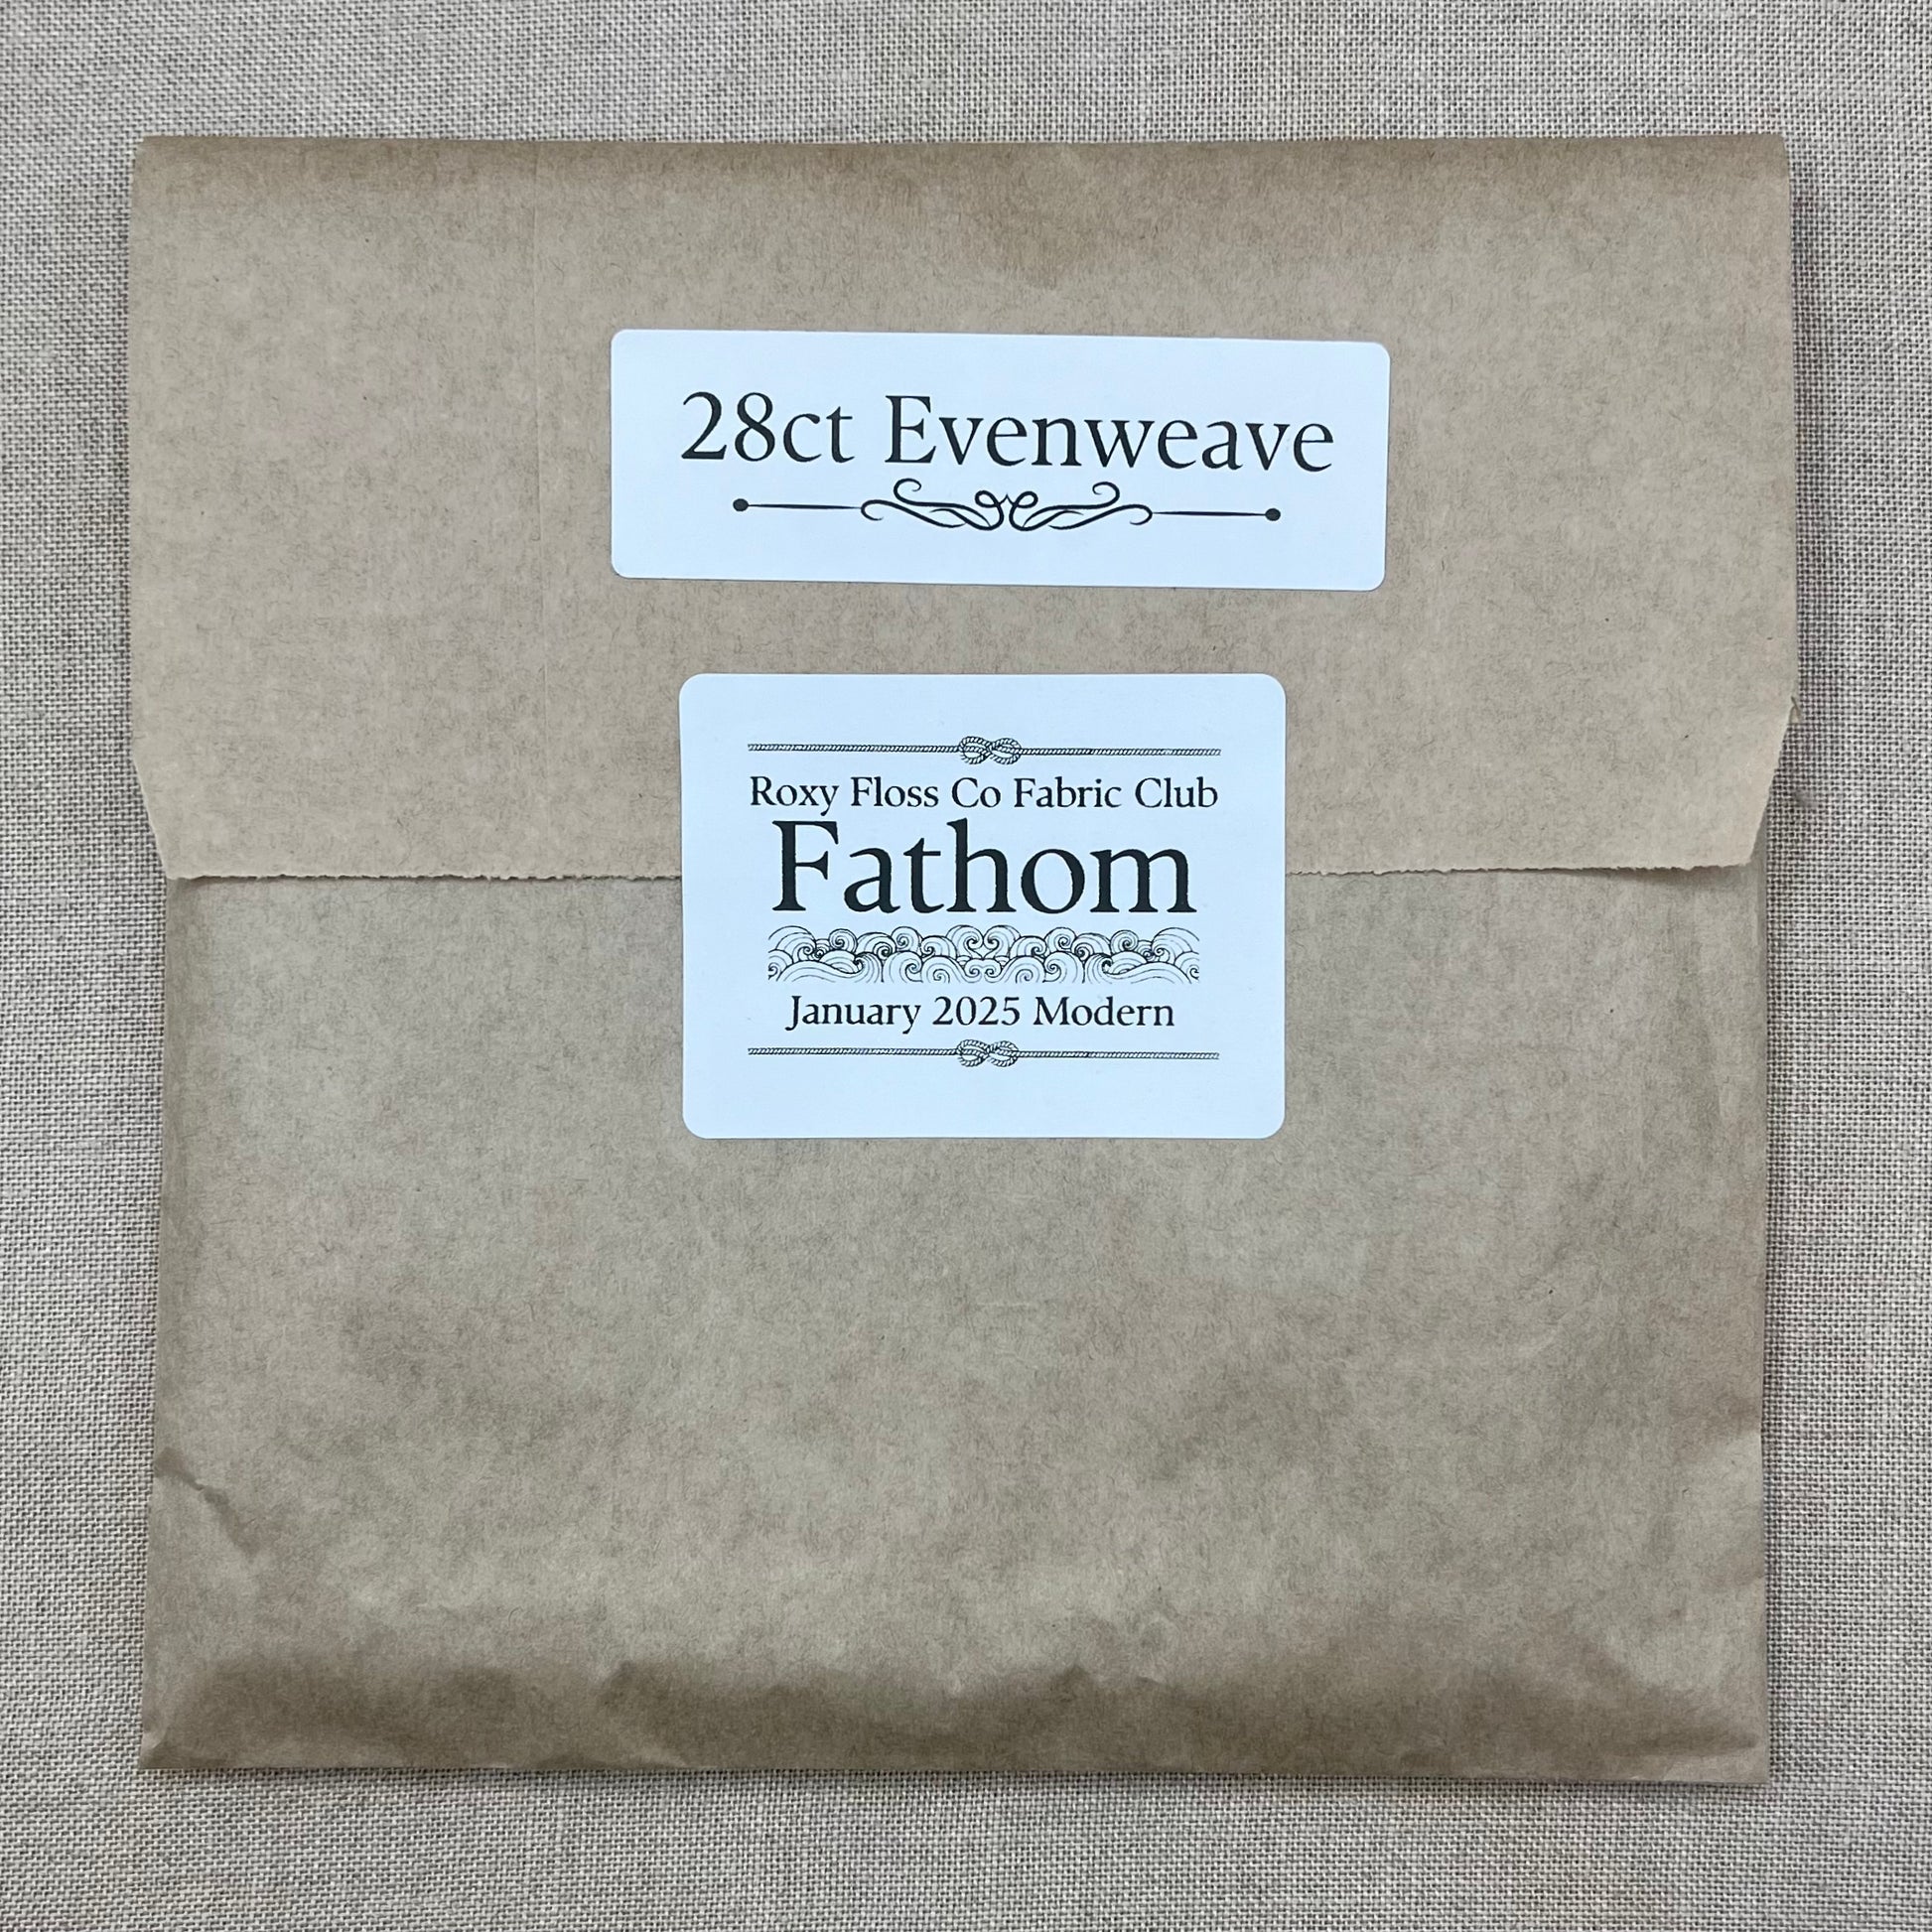 28ct Evenweave
Roxy Floss Co Fabric Club
Fathom
January 2025 Modern